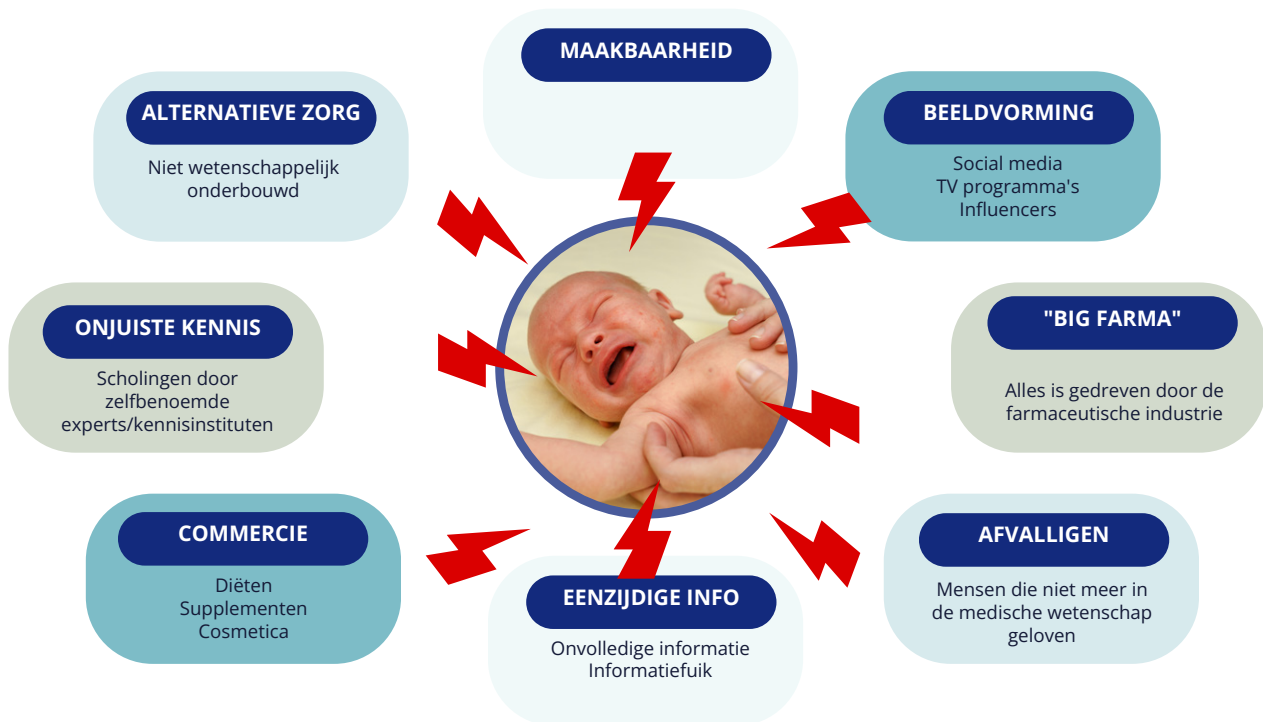 MAAKBAARHEID
ALTERNATIEVE ZORG
Niet wetenschappelijk
onderbouwd
BEELDVORMING
Social media
TV programma's
Influencers
ONJUISTE KENNIS
Scholingen door
zelfbenoemde
experts/kennisinstituten
"BIG FARMA"
Alles is gedreven door de
farmaceutische industrie
COMMERCIE
Diëten
Supplementen
Cosmetica
EENZIJDIGE INFO
Onvolledige informatie
Informatiefuik
AFVALLIGEN
Mensen die niet meer in
de medische wetenschap
geloven